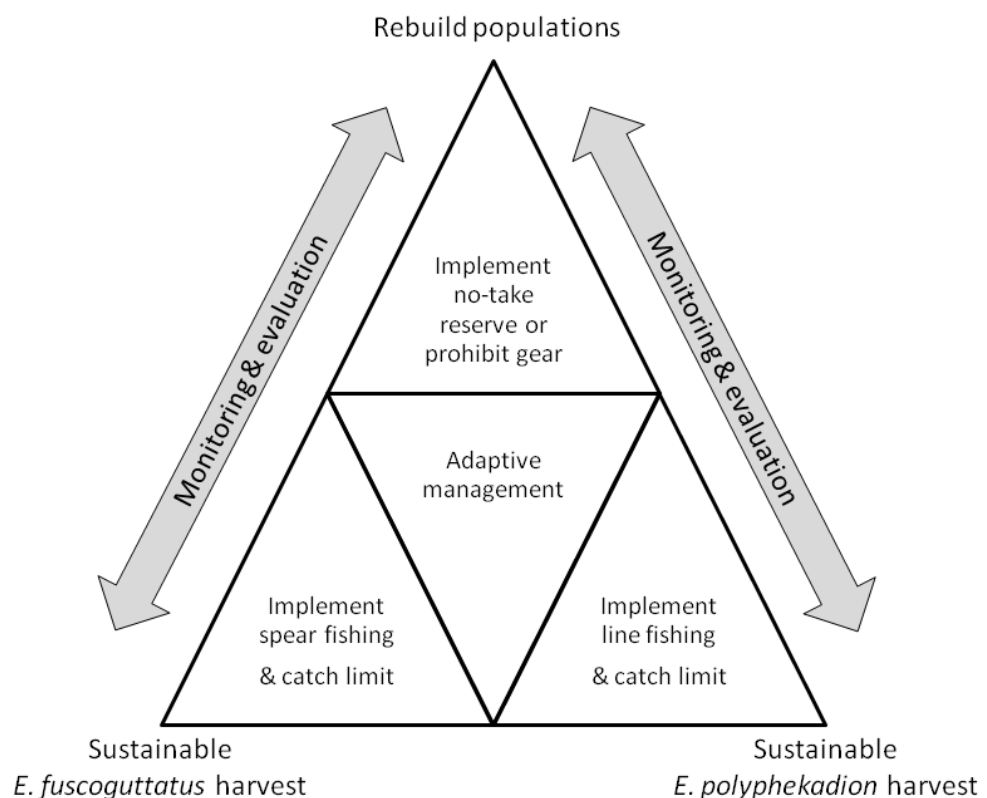 Rebuild populations
Monitoring & evaluation
Monitoring & evaluation
Implement
no-take
reserve or
prohibit gear
Adaptive
management
Implement
spear fishing
& catch limit
Implement
line fishing
& catch limit
Sustainable
E. fuscoguttatus harvest
Sustainable
E. polyphekadion harvest